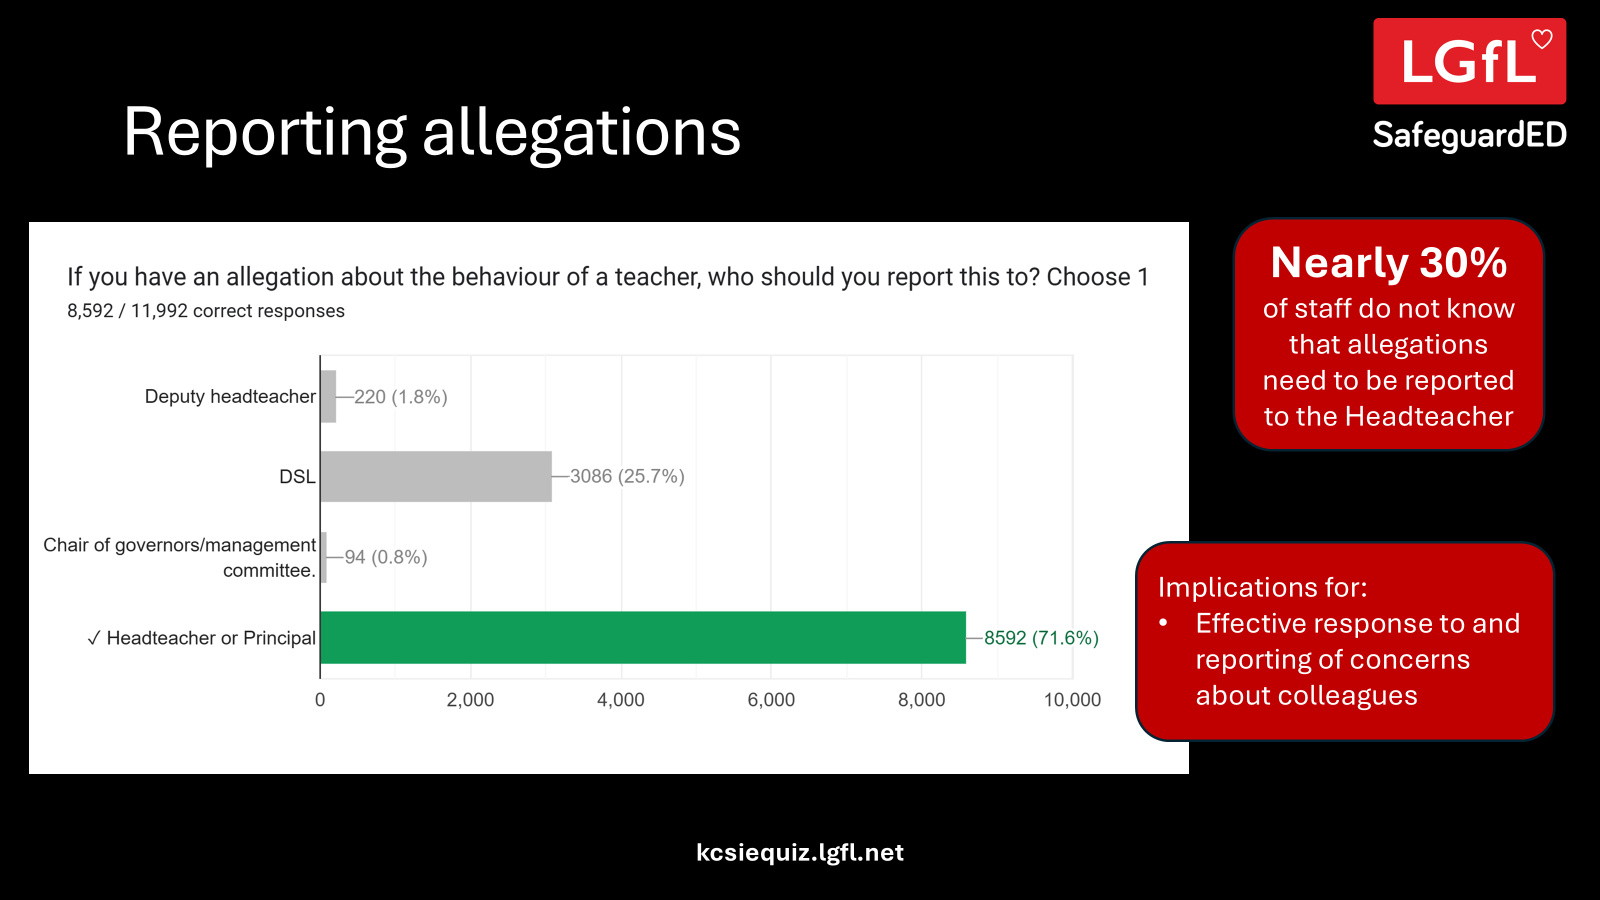 LGfL
SafeguardED
Reporting allegations
If you have an allegation about the behaviour of a teacher, who should you report this to? Choose 1
8,592 / 11,992 correct responses
Deputy headteacher
220 (1.8%)
DSL
3086 (25.7%)
Chair of governors/management
committee.
94 (0.8%)
✓ Headteacher or Principal
8592 (71.6%)
0
2,000
4,000
6,000
8,000
10,000
Nearly 30%
of staff do not know
that allegations
need to be reported
to the Headteacher
Implications for:
• Effective response to and
reporting of concerns
about colleagues
kcsiequiz.lgfl.net